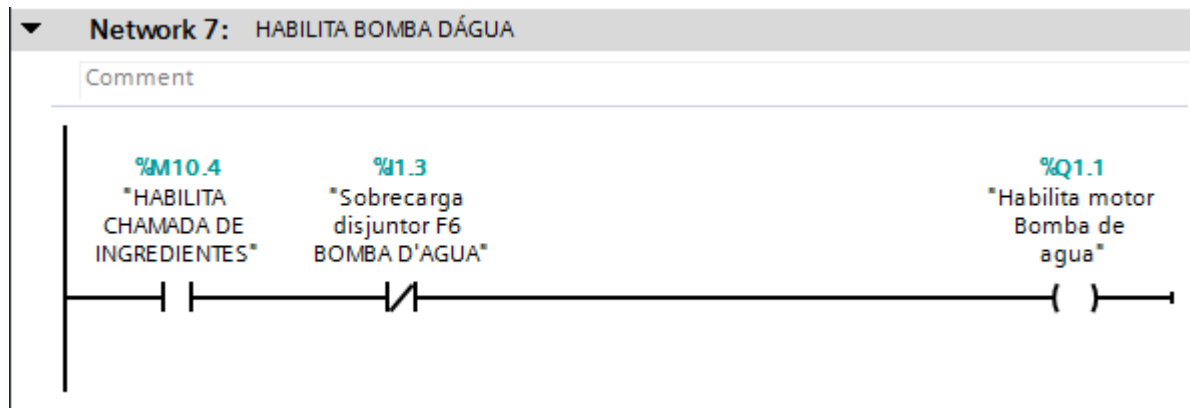 Network 7: HABILITA BOMBA DÁGUA
Comment
%M10.4
"HABILITA
CHAMADA DE
INGREDIENTES"
%I1.3
"Sobrecarga
disjuntor F6
BOMBA D'AGUA"
%Q1.1
"Habilita motor
Bomba de
agua"